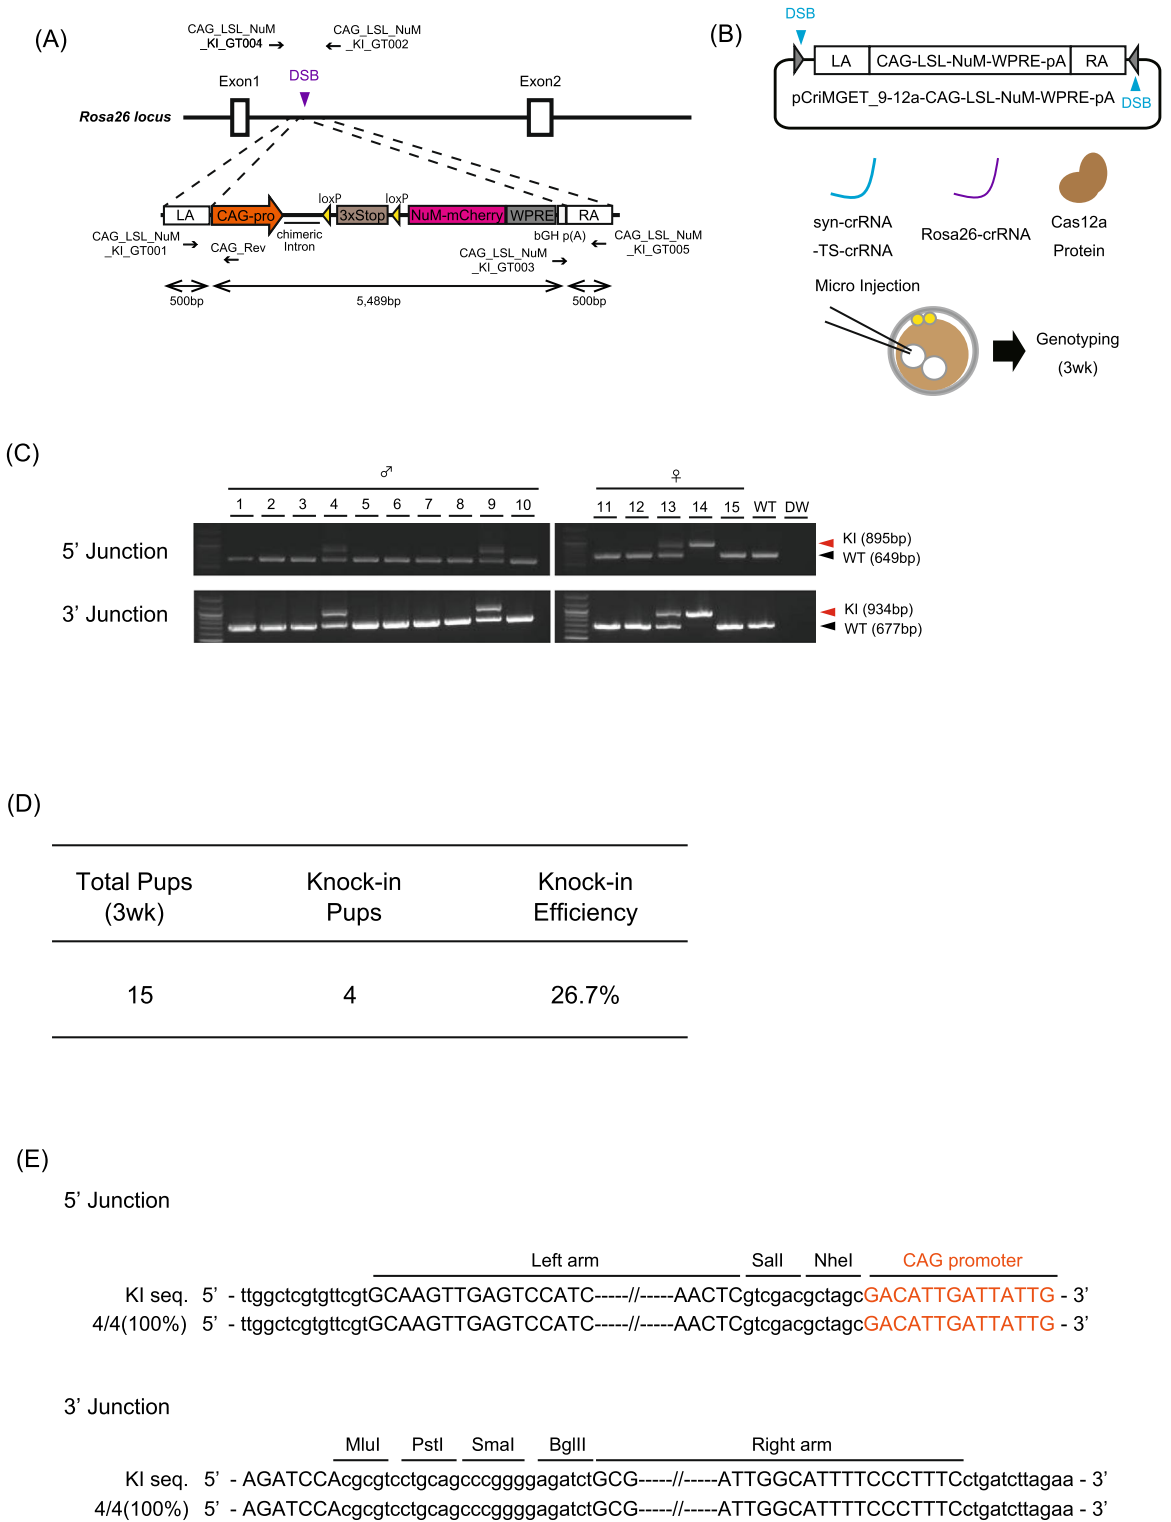 (A)
CAG_LSL_NuM
_KI_GT004
CAG_LSL_NuM
_KI_GT002
Exon1
DSB
Exon2
Rosa26 locus
loxP
loxP
LA
CAG-pro
3xStop
NuM-mCherry
WPRE
RA
chimeric
Intron
bGH p(A)
CAG_LSL_NuM
_KI_GT001
CAG_Rev
CAG_LSL_NuM
_KI_GT003
CAG_LSL_NuM
_KI_GT005
500bp
5,489bp
500bp
(B)
DSB
LA
CAG-LSL-NuM-WPRE-pA
RA
pCriMGET_9-12a-CAG-LSL-NuM-WPRE-pA
DSB
syn-crRNA
-TS-crRNA
Rosa26-crRNA
Cas12a
Protein
Micro Injection
Genotyping
(3wk)
(C)
♂
♀
1 2 3 4 5 6 7 8 9 10
11 12 13 14 15 WT DW
5’ Junction
KI (895bp)
WT (649bp)
3’ Junction
KI (934bp)
WT (677bp)
(D)
Total Pups
(3wk)
Knock-in
Pups
Knock-in
Efficiency
15 4 26.7%
(E)
5’ Junction
Left arm SalI NheI CAG promoter
KI seq. 5’ - ttggctcgtgttcgtGCAAGTTGAGTCCATC-----//-----AACTCgtcgacgctagcGACATTGATTATTG - 3’
4/4(100%) 5’ - ttggctcgtgttcgtGCAAGTTGAGTCCATC-----//-----AACTCgtcgacgctagcGACATTGATTATTG - 3’
3’ Junction
MluI PstI SmaI BglII Right arm
KI seq. 5’ - AGATCCAcgcgtcctgcagcccggggagatctGCG-----//-----ATTGGCATTTTCCCTTTCctgatcttagaa - 3’
4/4(100%) 5’ - AGATCCAcgcgtcctgcagcccggggagatctGCG-----//-----ATTGGCATTTTCCCTTTCctgatcttagaa - 3’